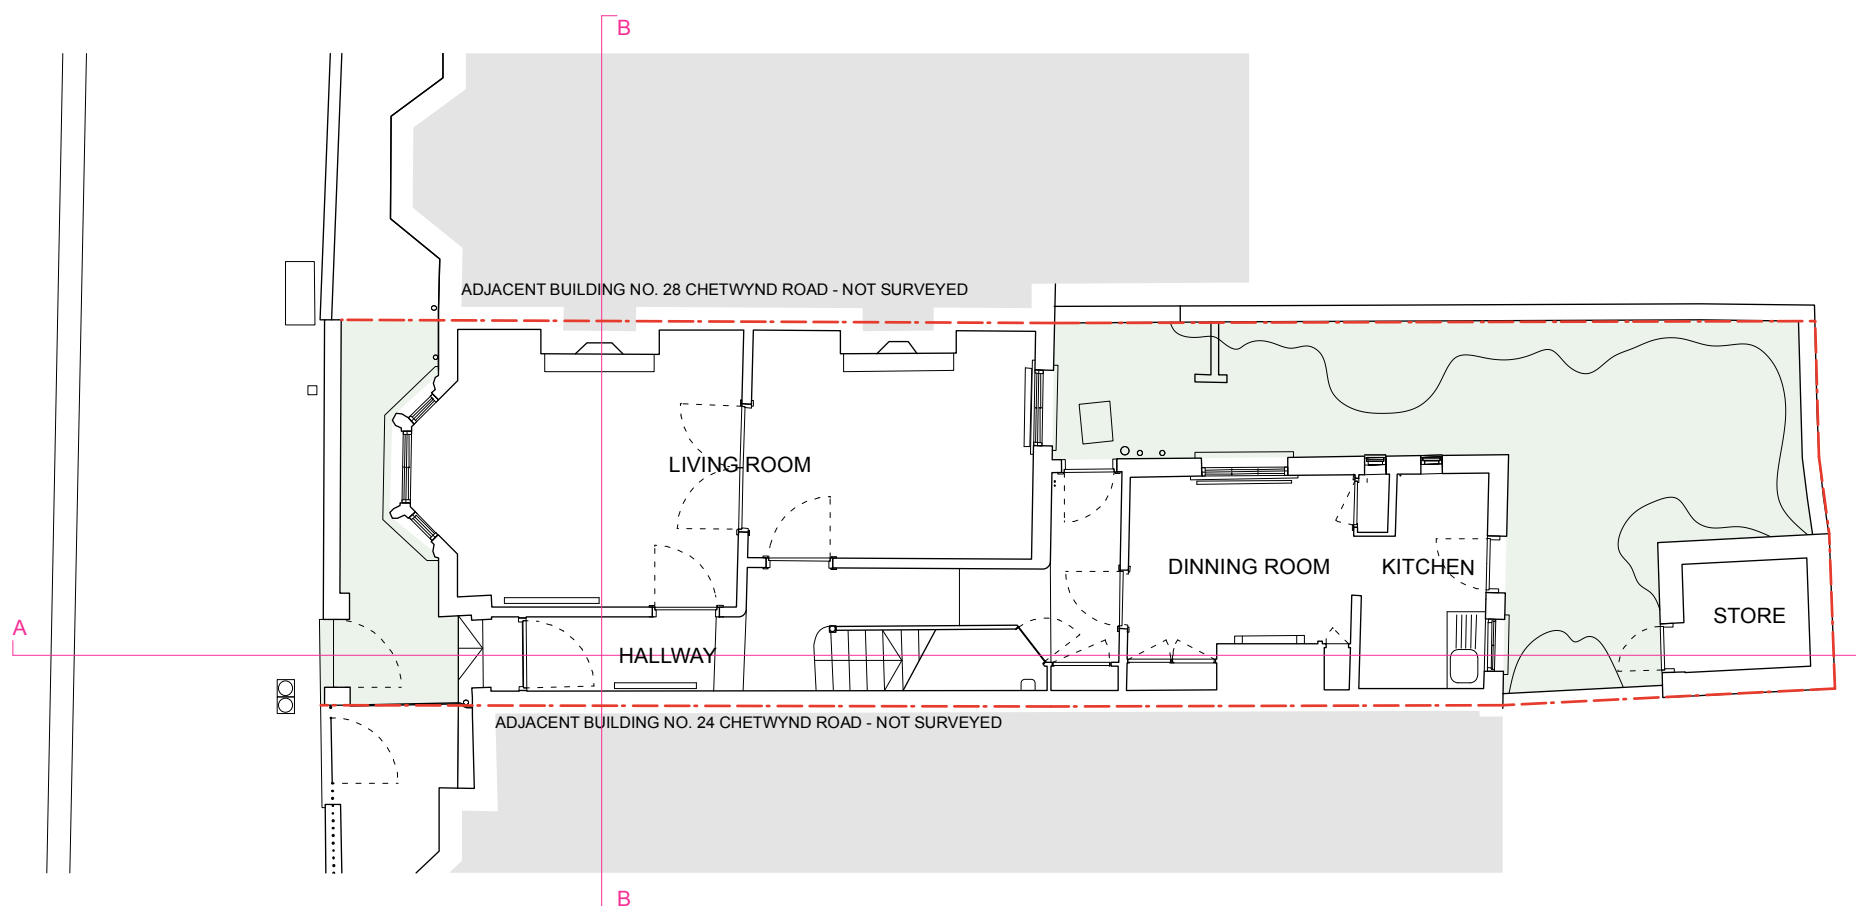 B
ADJACENT BUILDING NO. 28 CHETWYND ROAD - NOT SURVEYED
LIVING ROOM
DINNING ROOM
KITCHEN
STORE
A
HALLWAY
ADJACENT BUILDING NO. 24 CHETWYND ROAD - NOT SURVEYED
B